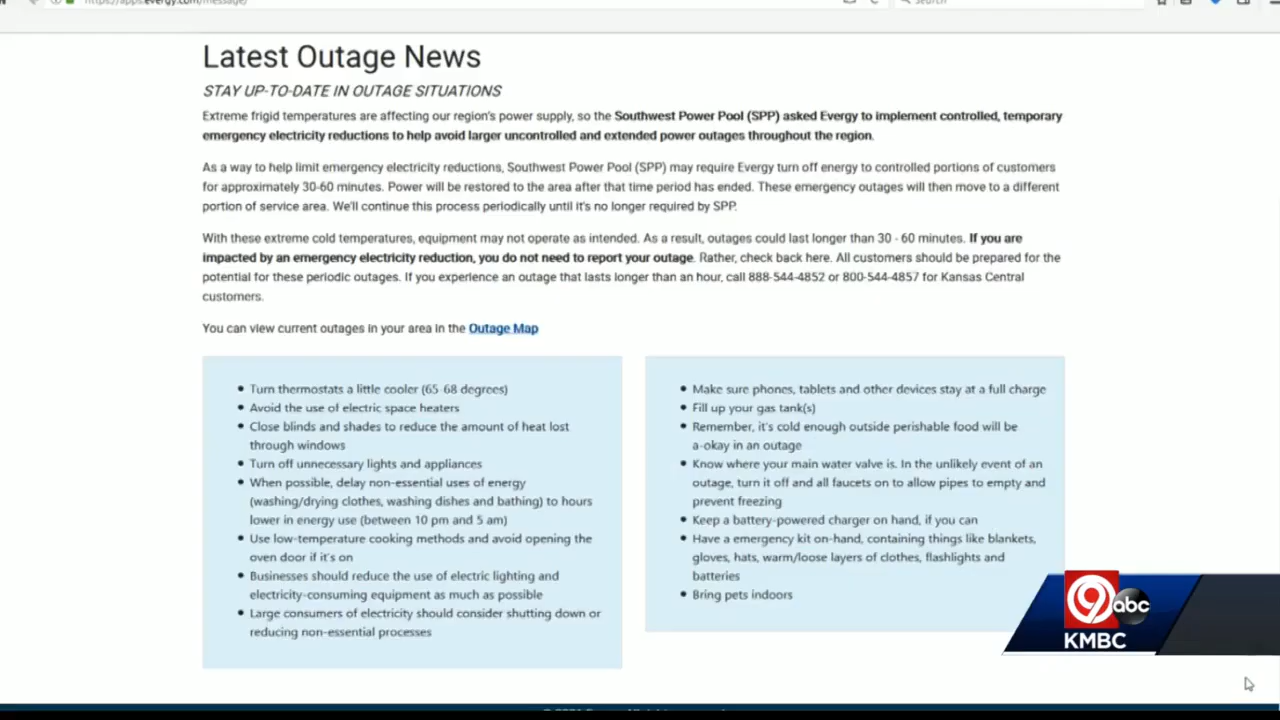 https://apps.evergy.com/message/
Search
Latest Outage News
STAY UP-TO-DATE IN OUTAGE SITUATIONS
Extreme frigid temperatures are affecting our region's power supply, so the Southwest Power Pool (SPP) asked Evergy to implement controlled, temporary
emergency electricity reductions to help avoid larger uncontrolled and extended power outages throughout the region.
As a way to help limit emergency electricity reductions, Southwest Power Pool (SPP) may require Evergy turn off energy to controlled portions of customers
for approximately 30-60 minutes. Power will be restored to the area after that time period has ended. These emergency outages will then move to a different
portion of service area. We'll continue this process periodically until it's no longer required by SPP.
With these extreme cold temperatures, equipment may not operate as intended. As a result, outages could last longer than 30 - 60 minutes. If you are
impacted by an emergency electricity reduction, you do not need to report your outage. Rather, check back here. All customers should be prepared for the
potential for these periodic outages. If you experience an outage that lasts longer than an hour, call 888-544-4852 or 800-544-4857 for Kansas Central
customers.
You can view current outages in your area in the Outage Map
• Turn thermostats a little cooler (65-68 degrees)
• Avoid the use of electric space heaters
• Close blinds and shades to reduce the amount of heat lost
through windows
• Turn off unnecessary lights and appliances
• When possible, delay non-essential uses of energy
(washing/drying clothes, washing dishes and bathing) to hours
lower in energy use (between 10 pm and 5 am)
• Use low-temperature cooking methods and avoid opening the
oven door if it's on
• Businesses should reduce the use of electric lighting and
electricity-consuming equipment as much as possible
• Large consumers of electricity should consider shutting down or
reducing non-essential processes
• Make sure phones, tablets and other devices stay at a full charge
• Fill up your gas tank(s)
• Remember, it's cold enough outside perishable food will be
a-okay in an outage
• Know where your main water valve is. In the unlikely event of an
outage, turn it off and all faucets on to allow pipes to empty and
prevent freezing
• Keep a battery-powered charger on hand, if you can
• Have a emergency kit on-hand, containing things like blankets,
gloves, hats, warm/loose layers of clothes, flashlights and
batteries
• Bring pets indoors
9 abc
KMBC